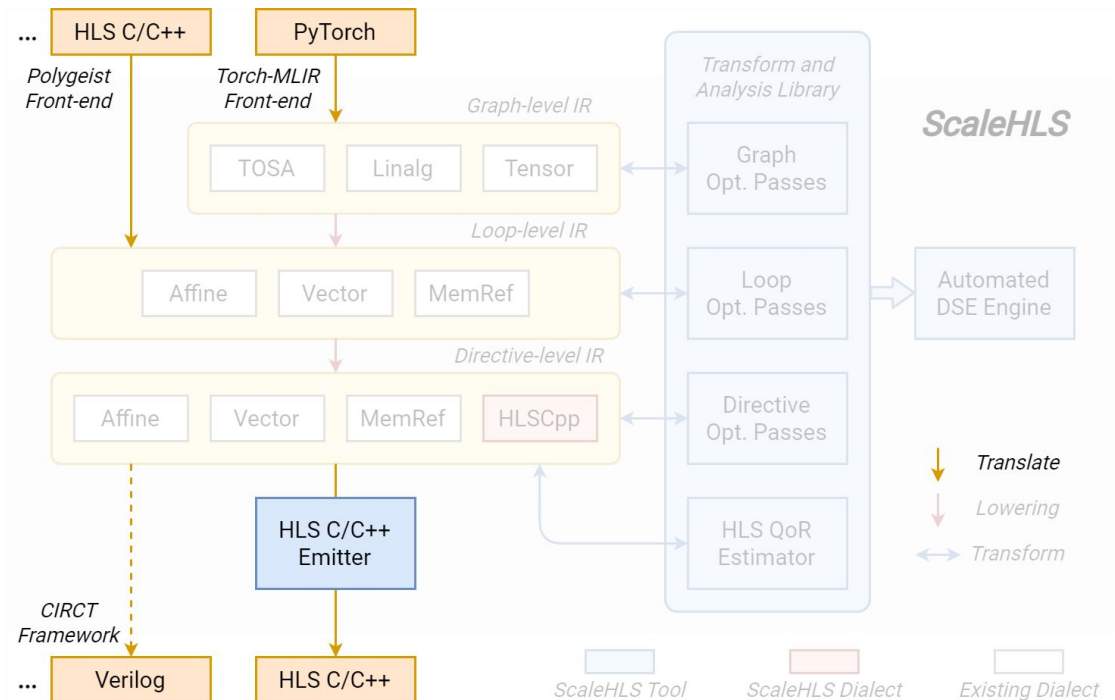 ... HLS C/C++ PyTorch
Polygeist
Front-end
Torch-MLIR
Front-end
Graph-level IR
TOSA Linalg Tensor
Transform and
Analysis Library
ScaleHLS
Graph
Opt. Passes
Loop-level IR
Affine Vector MemRef
Loop
Opt. Passes
Automated
DSE Engine
Directive-level IR
Affine Vector MemRef HLSCpp
Directive
Opt. Passes
Translate
Lowering
Transform
HLS C/C++
Emitter
HLS QoR
Estimator
CIRCT
Framework
... Verilog HLS C/C++
ScaleHLS Tool ScaleHLS Dialect Existing Dialect